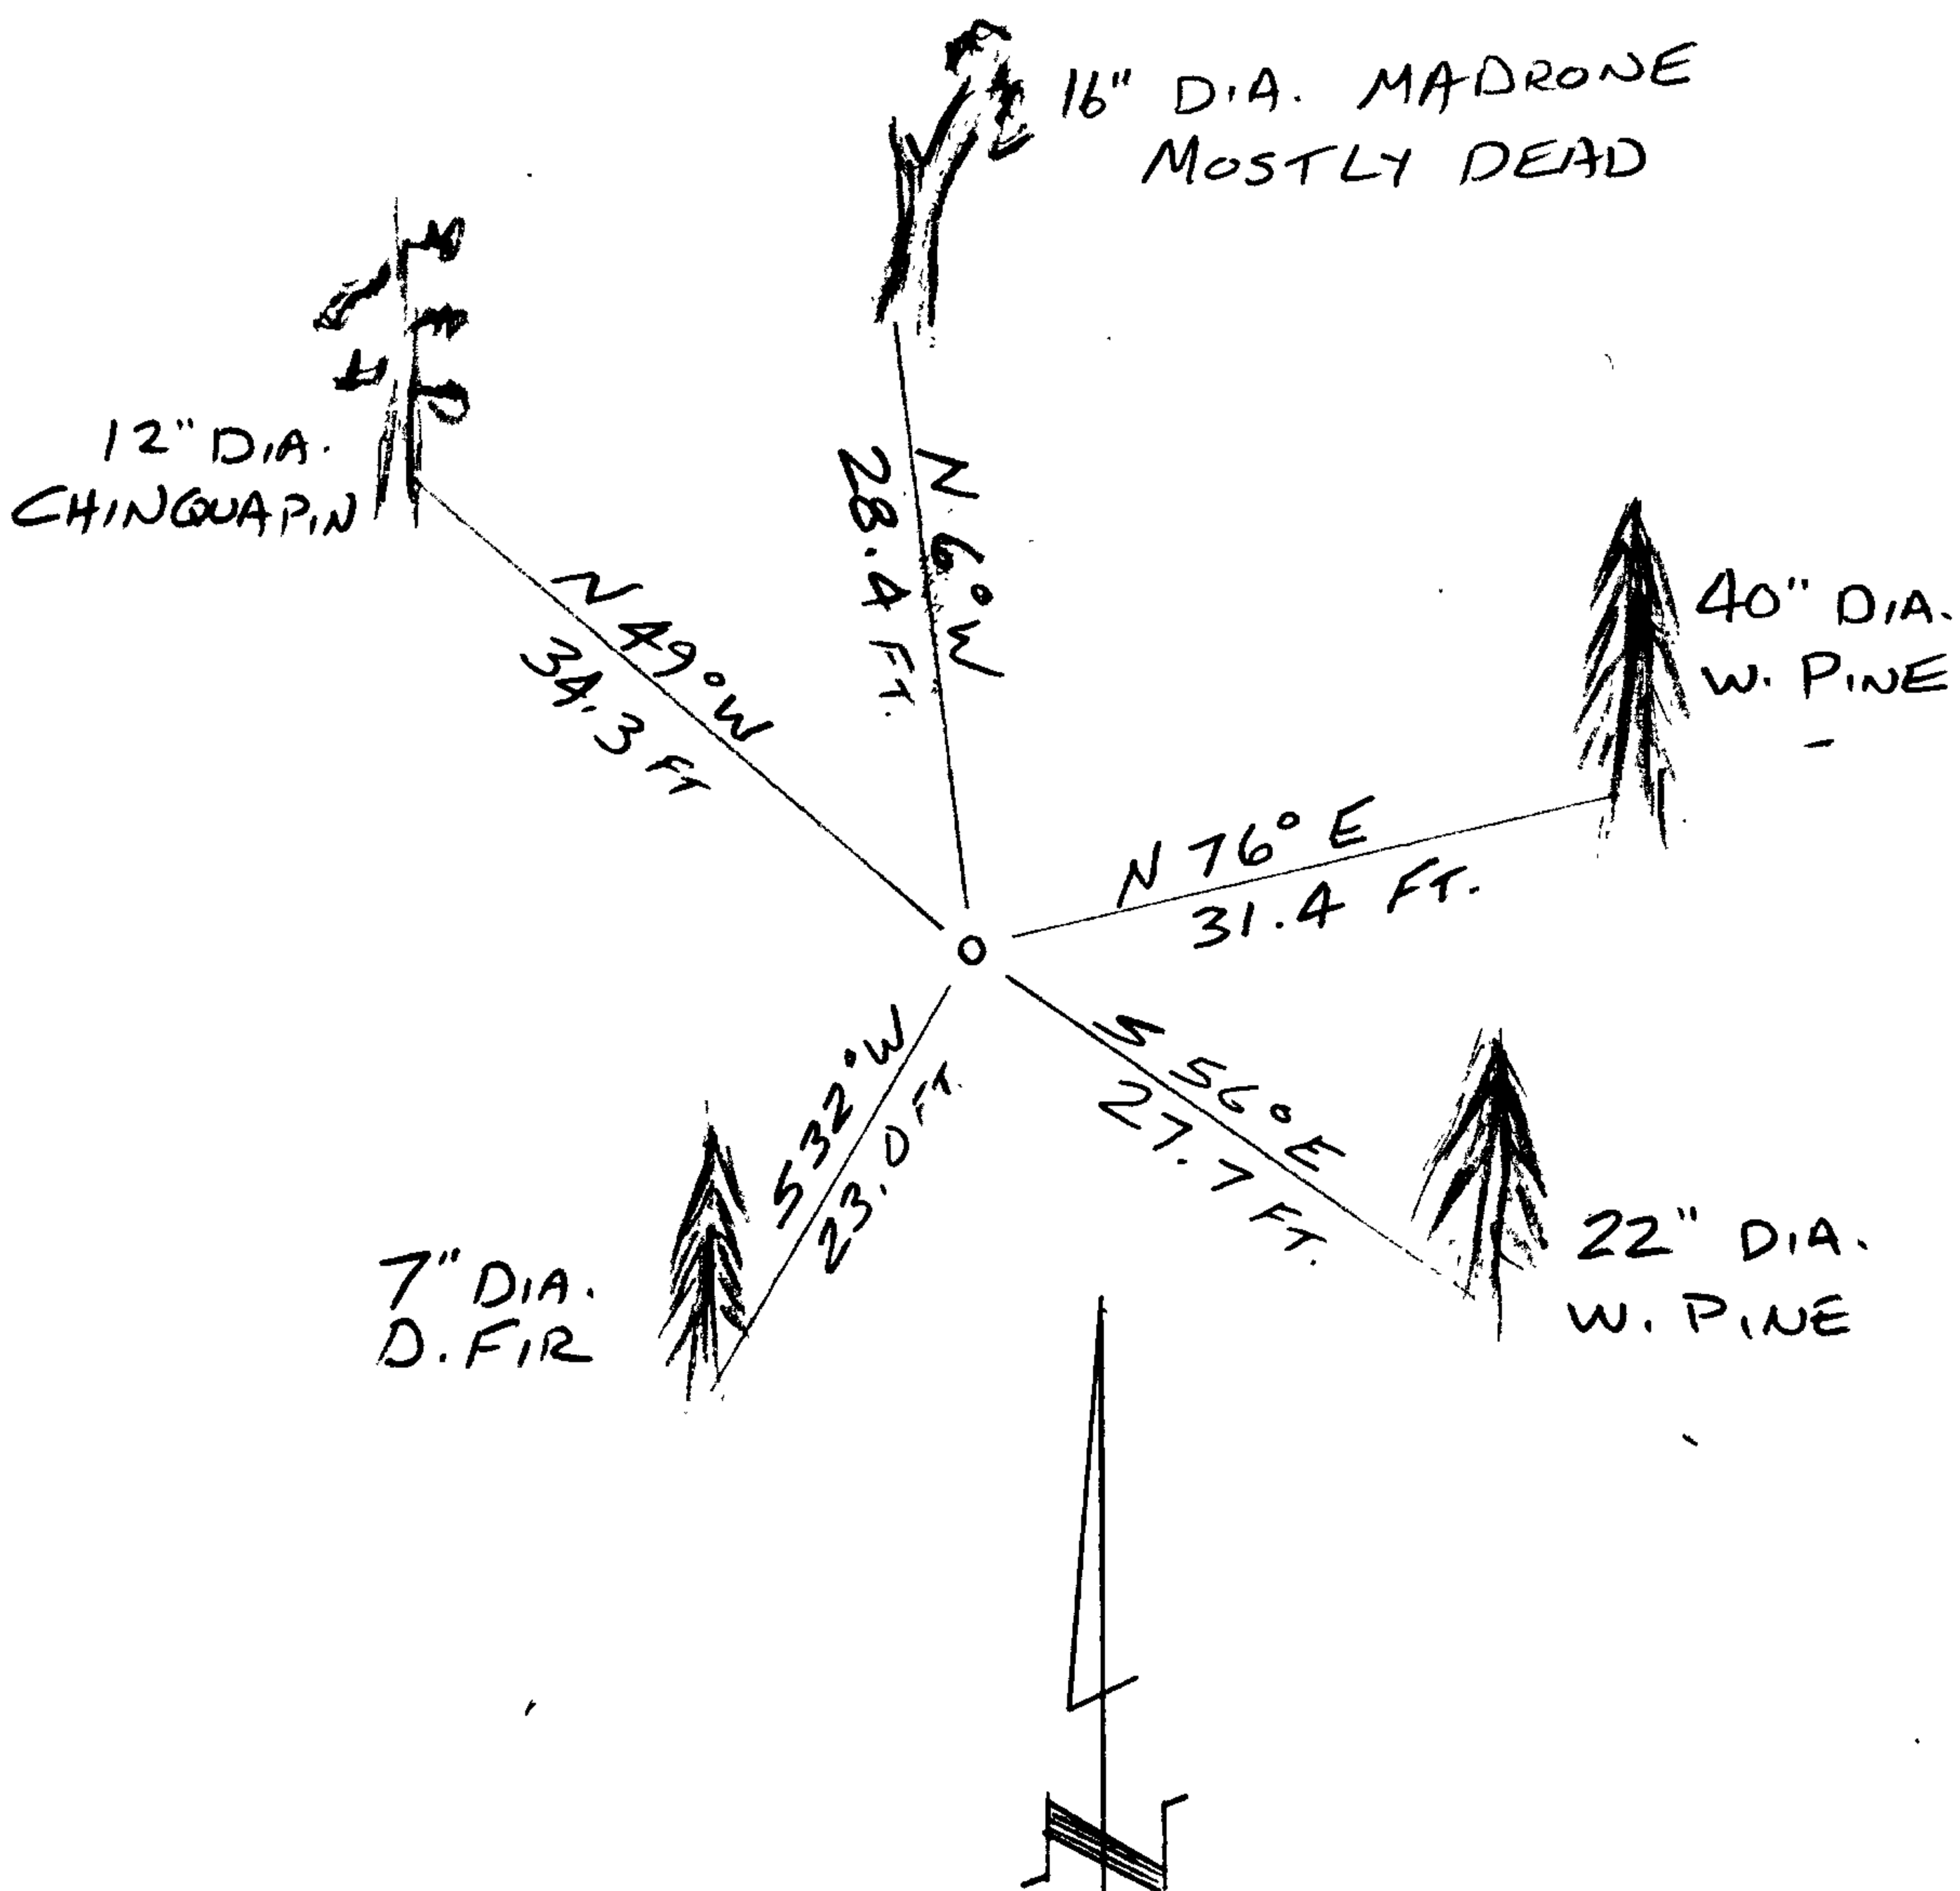 16" DIA. MADRONE
MOSTLY DEAD
12" DIA.
CHINQUAPIN
N 6° W
28.4 FT.
N 49° W
34.3 FT
40" DIA.
W. PINE
N 76° E
31.4 FT.
S 32° W
23.0 FT.
S 56° E
27.7 FT.
7" DIA.
D. FIR
22" DIA.
W. PINE
N